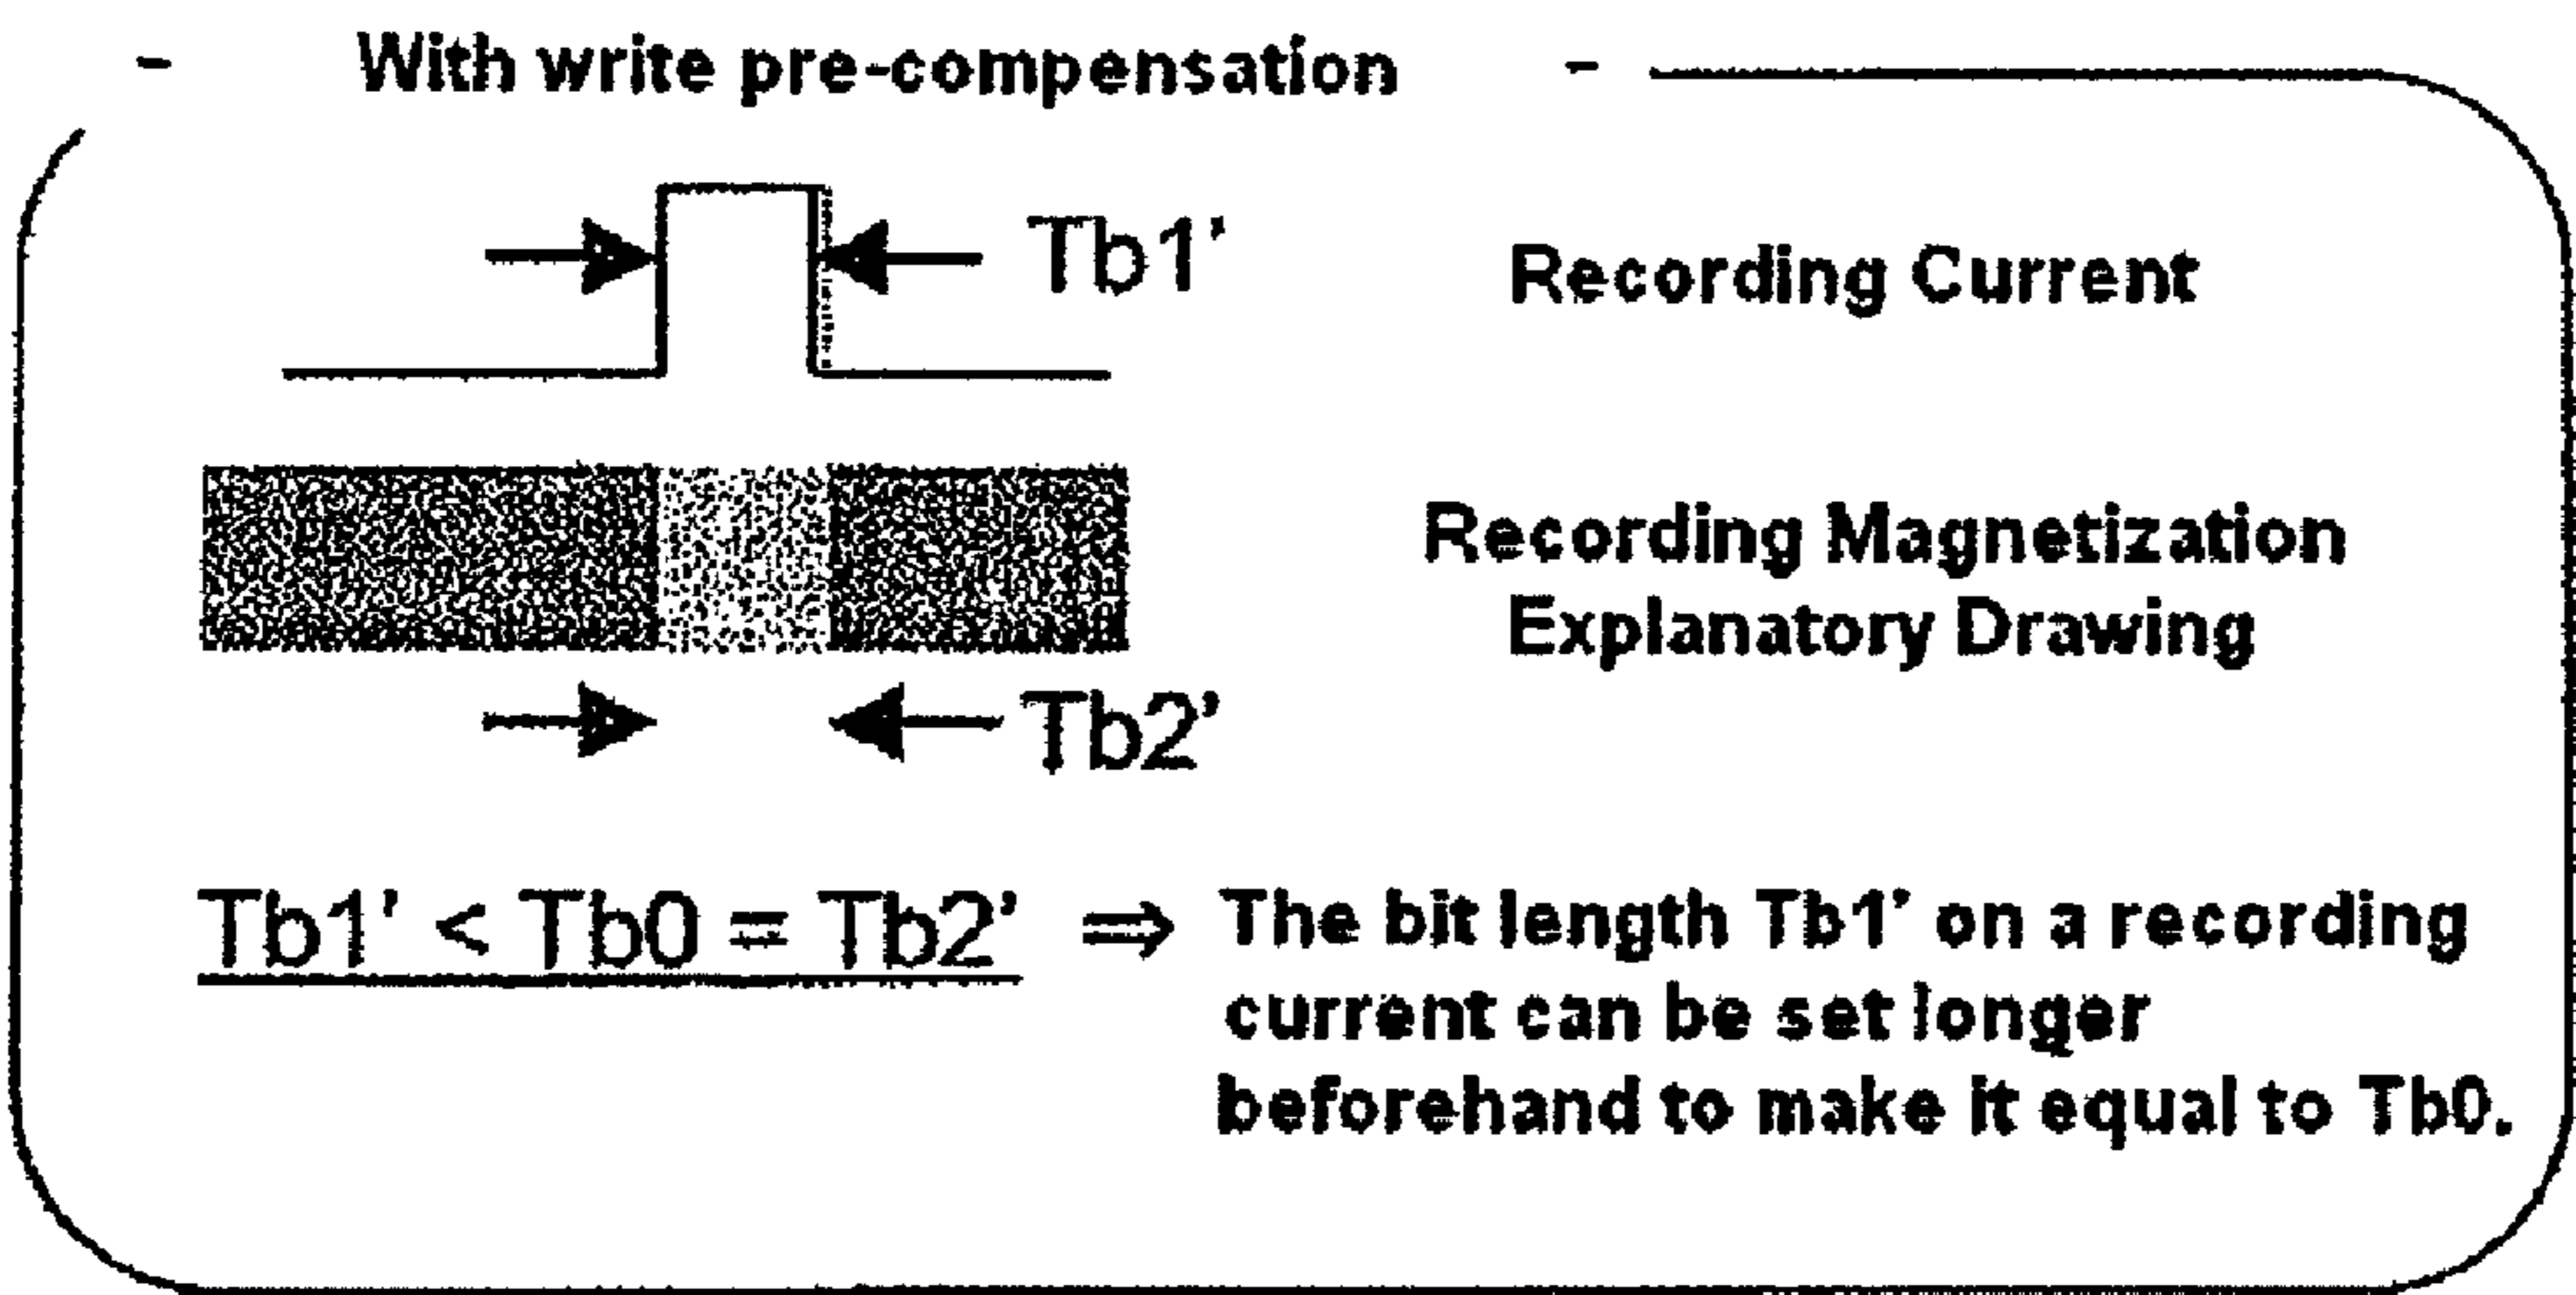 With write pre-compensation
Tb1’
Recording Current
Recording Magnetization
Explanatory Drawing
Tb2’
Tb1’ < Tb0 = Tb2’ ⇒ The bit length Tb1’ on a recording
current can be set longer
beforehand to make it equal to Tb0.